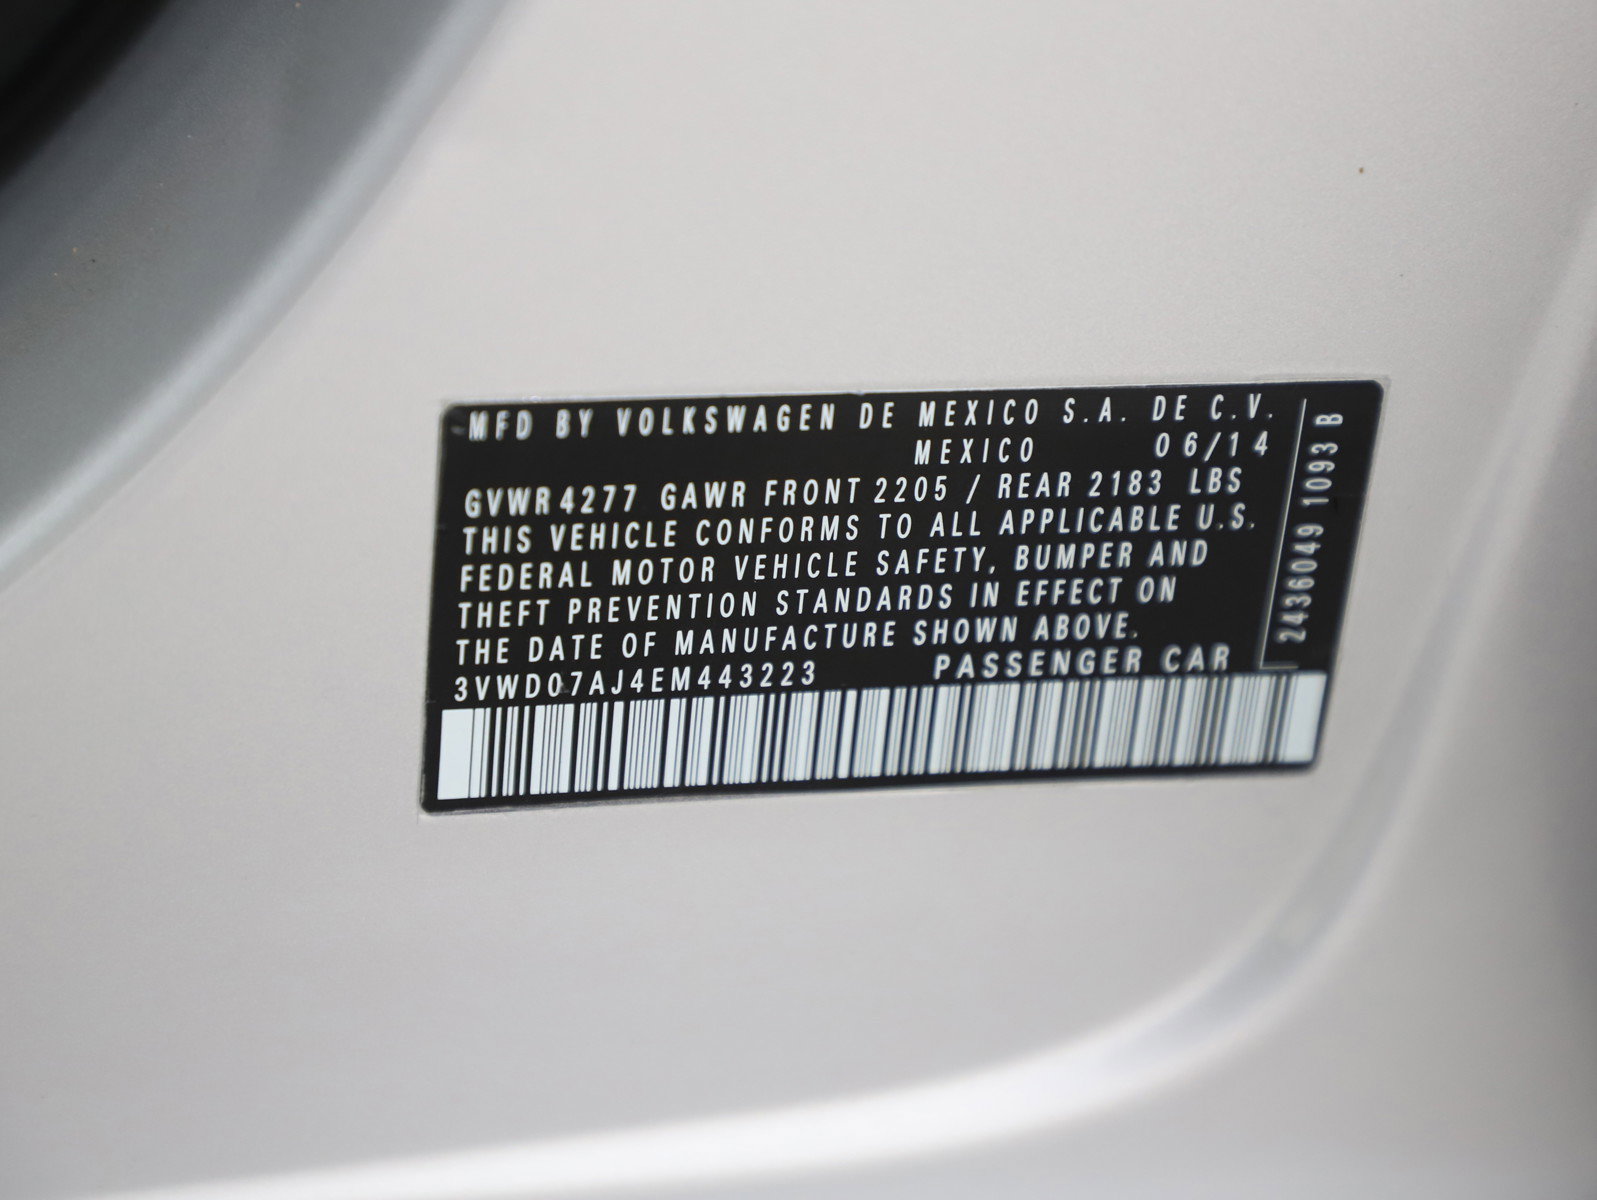 MFD BY VOLKSWAGEN DE MEXICO S.A. DE C.V.
MEXICO 06/14
GVWR 4277 GAWR FRONT 2205 / REAR 2183 LBS
THIS VEHICLE CONFORMS TO ALL APPLICABLE U.S.
FEDERAL MOTOR VEHICLE SAFETY, BUMPER AND
THEFT PREVENTION STANDARDS IN EFFECT ON
THE DATE OF MANUFACTURE SHOWN ABOVE.
3VWD07AJ4EM443223 PASSENGER CAR
2436049 1093 B